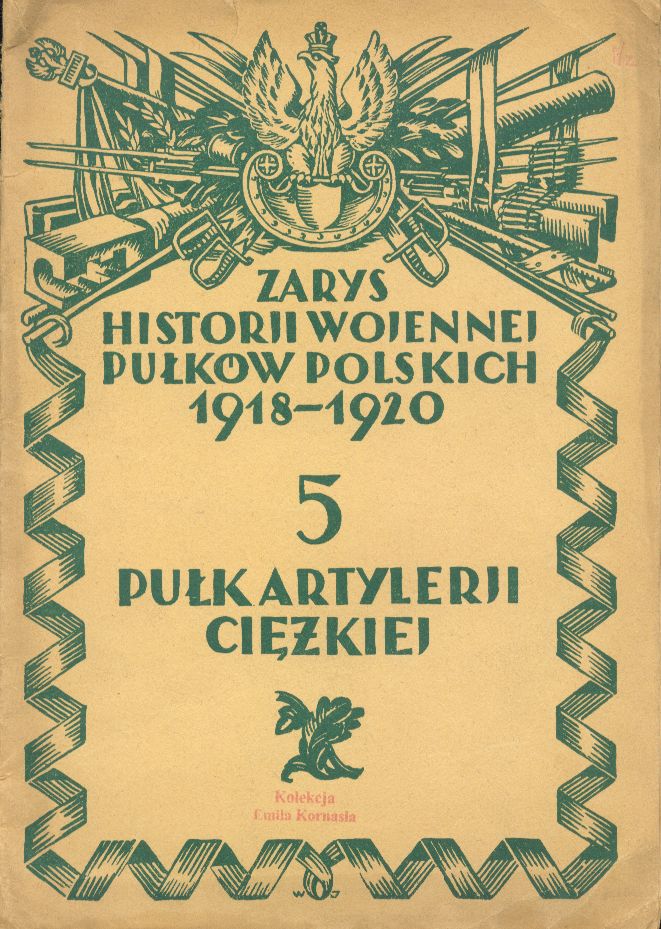 ZARYS
HISTORJI WOJENNEJ
PUŁKÓW POLSKICH
1918–1920
5
PUŁK ARTYLERJI
CIĘŻKIEJ
Kolekcja
Emila Kornasia
W J